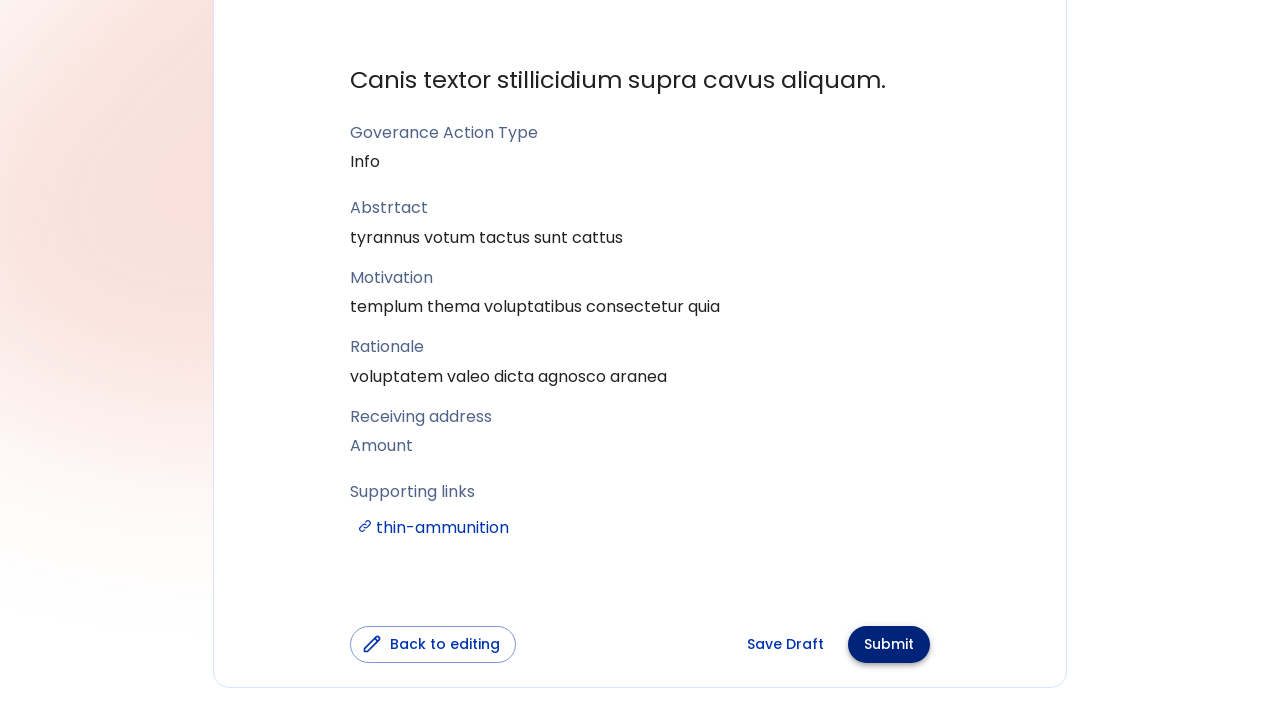 Canis textor stillicidium supra cavus aliquam.
Goverance Action Type
Info
Abstrtact
tyrannus votum tactus sunt cattus
Motivation
templum thema voluptatibus consectetur quia
Rationale
voluptatem valeo dicta agnosco aranea
Receiving address
Amount
Supporting links
thin-ammunition
Back to editing
Save Draft
Submit